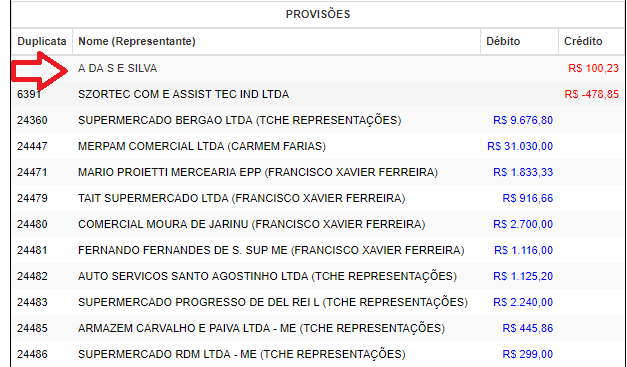 PROVISÕES
Duplicata Nome (Representante) Débito Crédito
A DA S E SILVA R$ 100,23
6391 SZORTEC COM E ASSIST TEC IND LTDA R$ -478,85
24360 SUPERMERCADO BERGAO LTDA (TCHE REPRESENTAÇÕES) R$ 9.676,80
24447 MERPAM COMERCIAL LTDA (CARMEM FARIAS) R$ 31.030,00
24471 MARIO PROIETTI MERCEARIA EPP (FRANCISCO XAVIER FERREIRA) R$ 1.833,33
24479 TAIT SUPERMERCADO LTDA (FRANCISCO XAVIER FERREIRA) R$ 916,66
24480 COMERCIAL MOURA DE JARINU (FRANCISCO XAVIER FERREIRA) R$ 2.700,00
24481 FERNANDO FERNANDES DE S. SUP ME (FRANCISCO XAVIER FERREIRA) R$ 1.116,00
24482 AUTO SERVICOS SANTO AGOSTINHO LTDA (TCHE REPRESENTAÇÕES) R$ 1.125,20
24483 SUPERMERCADO PROGRESSO DE DEL REI L (TCHE REPRESENTAÇÕES) R$ 2.240,00
24485 ARMAZEM CARVALHO E PAIVA LTDA - ME (TCHE REPRESENTAÇÕES) R$ 445,86
24486 SUPERMERCADO RDM LTDA - ME (TCHE REPRESENTAÇÕES) R$ 299,00